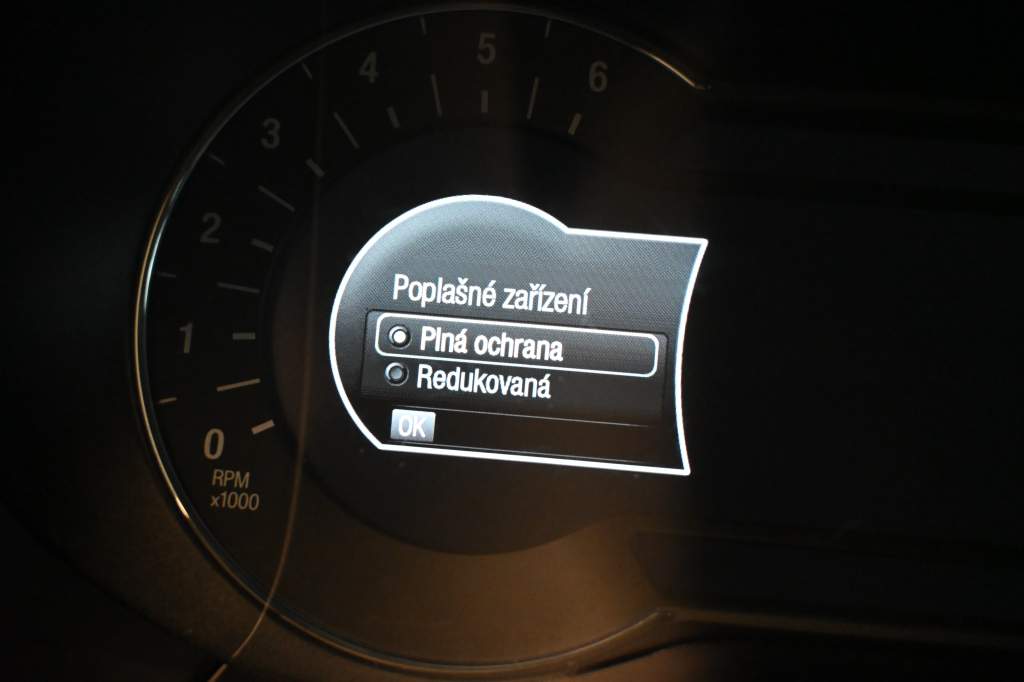 5
4
6
3
2
1
0
RPM
x1000
Poplašné zařízení
Plná ochrana
Redukovaná
OK